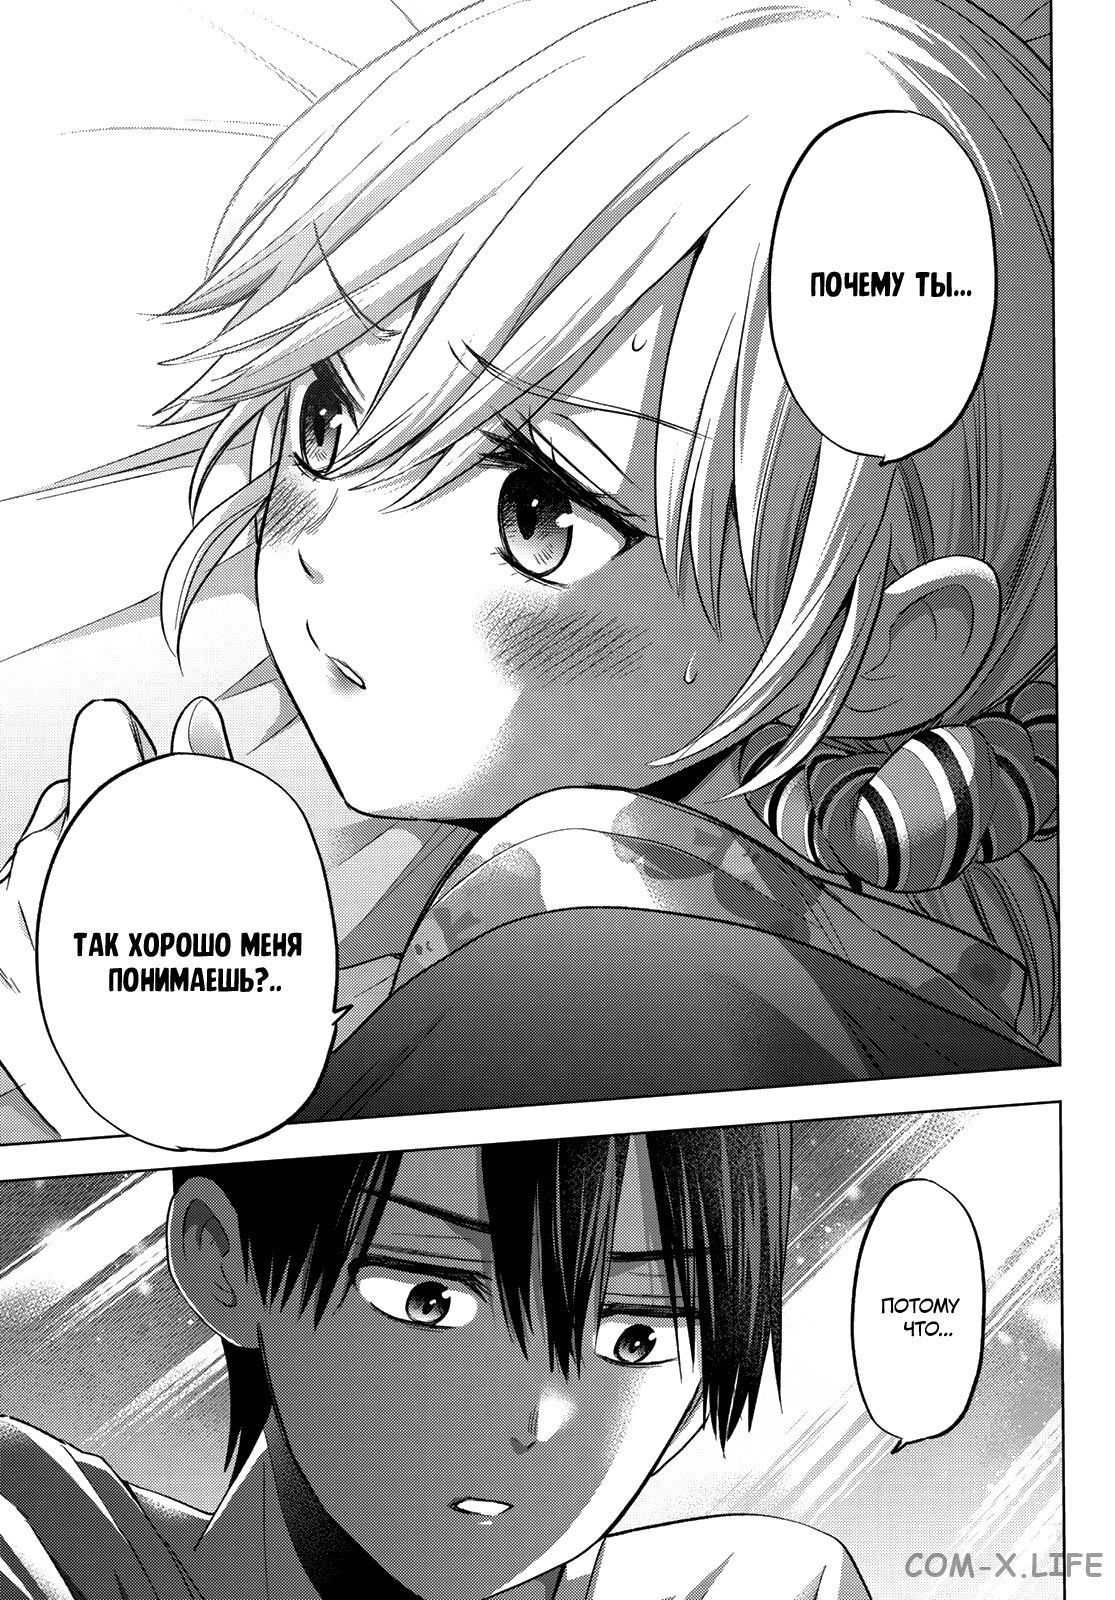 ПОЧЕМУ ТЫ...
ТАК ХОРОШО МЕНЯ
ПОНИМАЕШЬ?..
ПОТОМУ
ЧТО...
COM-X.LIFE